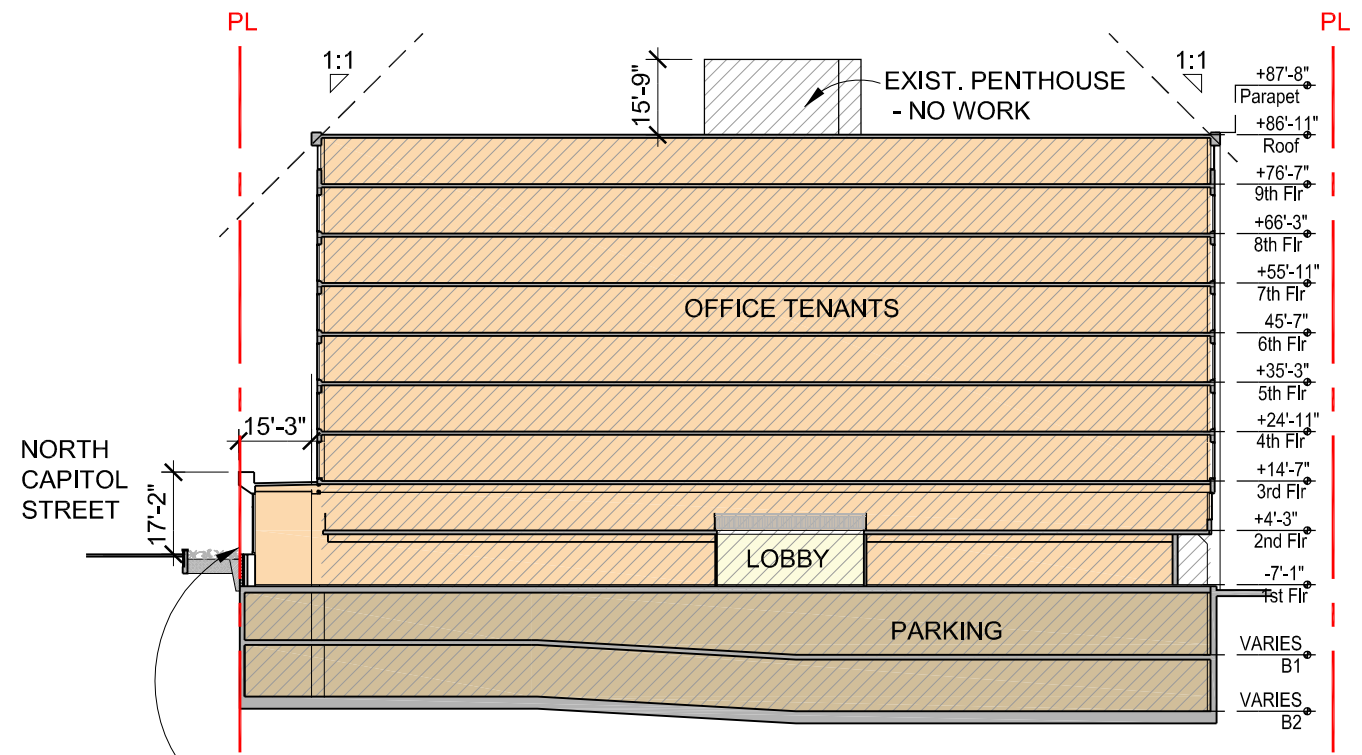 PL
PL
1:1
1:1
15'-9"
EXIST. PENTHOUSE
- NO WORK
+87'-8"
Parapet
+86'-11"
Roof
+76'-7"
9th Flr
+66'-3"
8th Flr
+55'-11"
7th Flr
OFFICE TENANTS
45'-7"
6th Flr
+35'-3"
5th Flr
+24'-11"
4th Flr
15'-3"
NORTH
CAPITOL
STREET
17'-2"
+14'-7"
3rd Flr
+4'-3"
2nd Flr
LOBBY
-7'-1"
1st Flr
PARKING
VARIES
B1
VARIES
B2